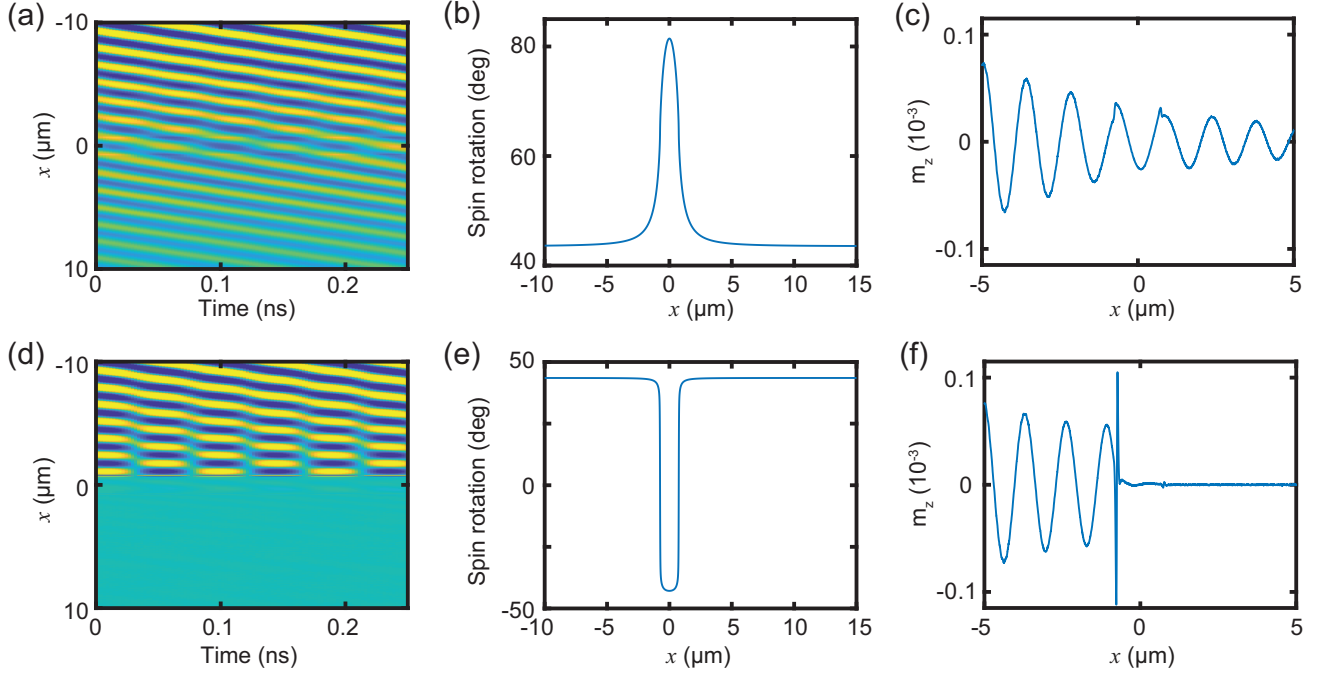 (a)
-10
0
10
x (μm)
0 0.1 0.2
Time (ns)
(b)
80
60
40
Spin rotation (deg)
-10 -5 0 5 10 15
x (μm)
(c)
0.1
0
-0.1
m_z (10⁻³)
-5 0 5
x (μm)
(d)
-10
0
10
x (μm)
0 0.1 0.2
Time (ns)
(e)
50
0
-50
Spin rotation (deg)
-10 -5 0 5 10 15
x (μm)
(f)
0.1
0
-0.1
m_z (10⁻³)
-5 0 5
x (μm)